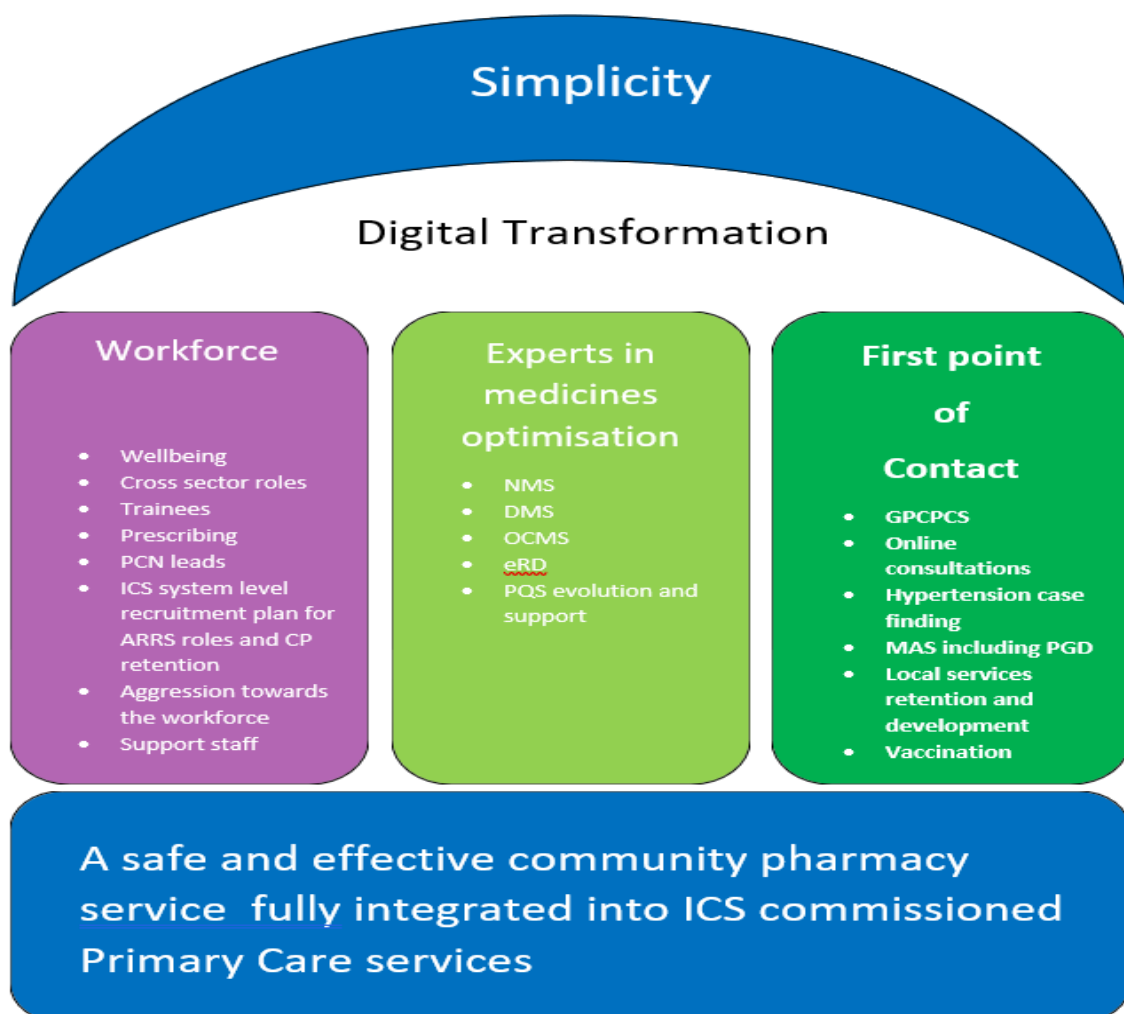 Simplicity
Digital Transformation
Workforce
• Wellbeing
• Cross sector roles
• Trainees
• Prescribing
• PCN leads
• ICS system level
recruitment plan for
ARRS roles and CP
retention
• Aggression towards
the workforce
• Support staff
Experts in
medicines
optimisation
• NMS
• DMS
• OCMS
• eRD
• PQS evolution and
support
First point
of
Contact
• GPCPCS
• Online
consultations
• Hypertension case
finding
• MAS including PGD
• Local services
retention and
development
• Vaccination
A safe and effective community pharmacy
service fully integrated into ICS commissioned
Primary Care services